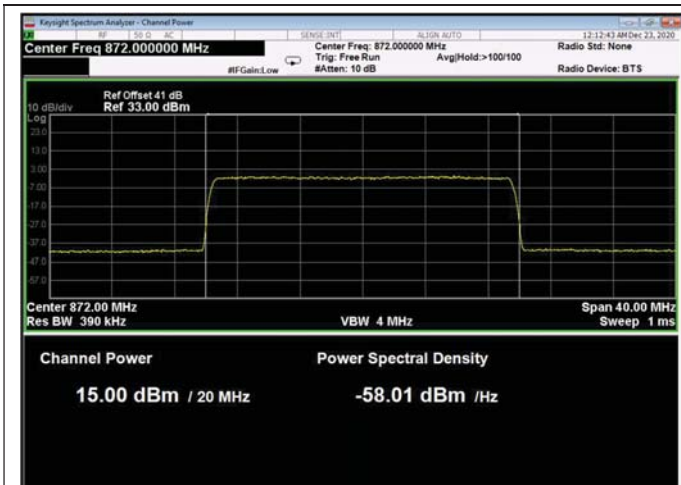 Keysight Spectrum Analyzer - Channel Power
RF 50 Ω AC SENSE:INT ALIGN AUTO 12:12:43 AM Dec 23, 2020
Center Freq 872.000000 MHz Center Freq: 872.000000 MHz Radio Std: None
Trig: Free Run Avg|Hold:>100/100
#IFGain:Low #Atten: 10 dB Radio Device: BTS
Ref Offset 41 dB
10 dB/div Ref 33.00 dBm
Log
23.0
13.0
3.00
-7.00
-17.0
-27.0
-37.0
-47.0
-57.0
Center 872.00 MHz Span 40.00 MHz
Res BW 390 kHz VBW 4 MHz Sweep 1 ms
Channel Power Power Spectral Density
15.00 dBm / 20 MHz -58.01 dBm /Hz